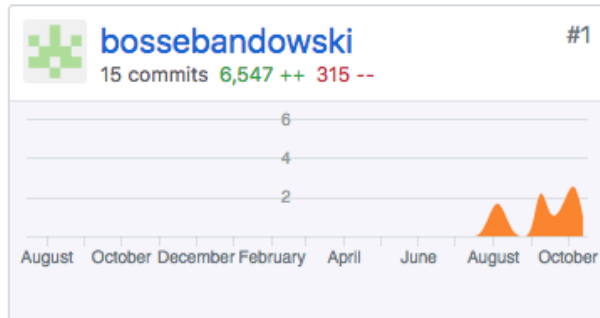 bossebandowski #1
15 commits 6,547 ++ 315 --
6
4
2
August October December February April June August October